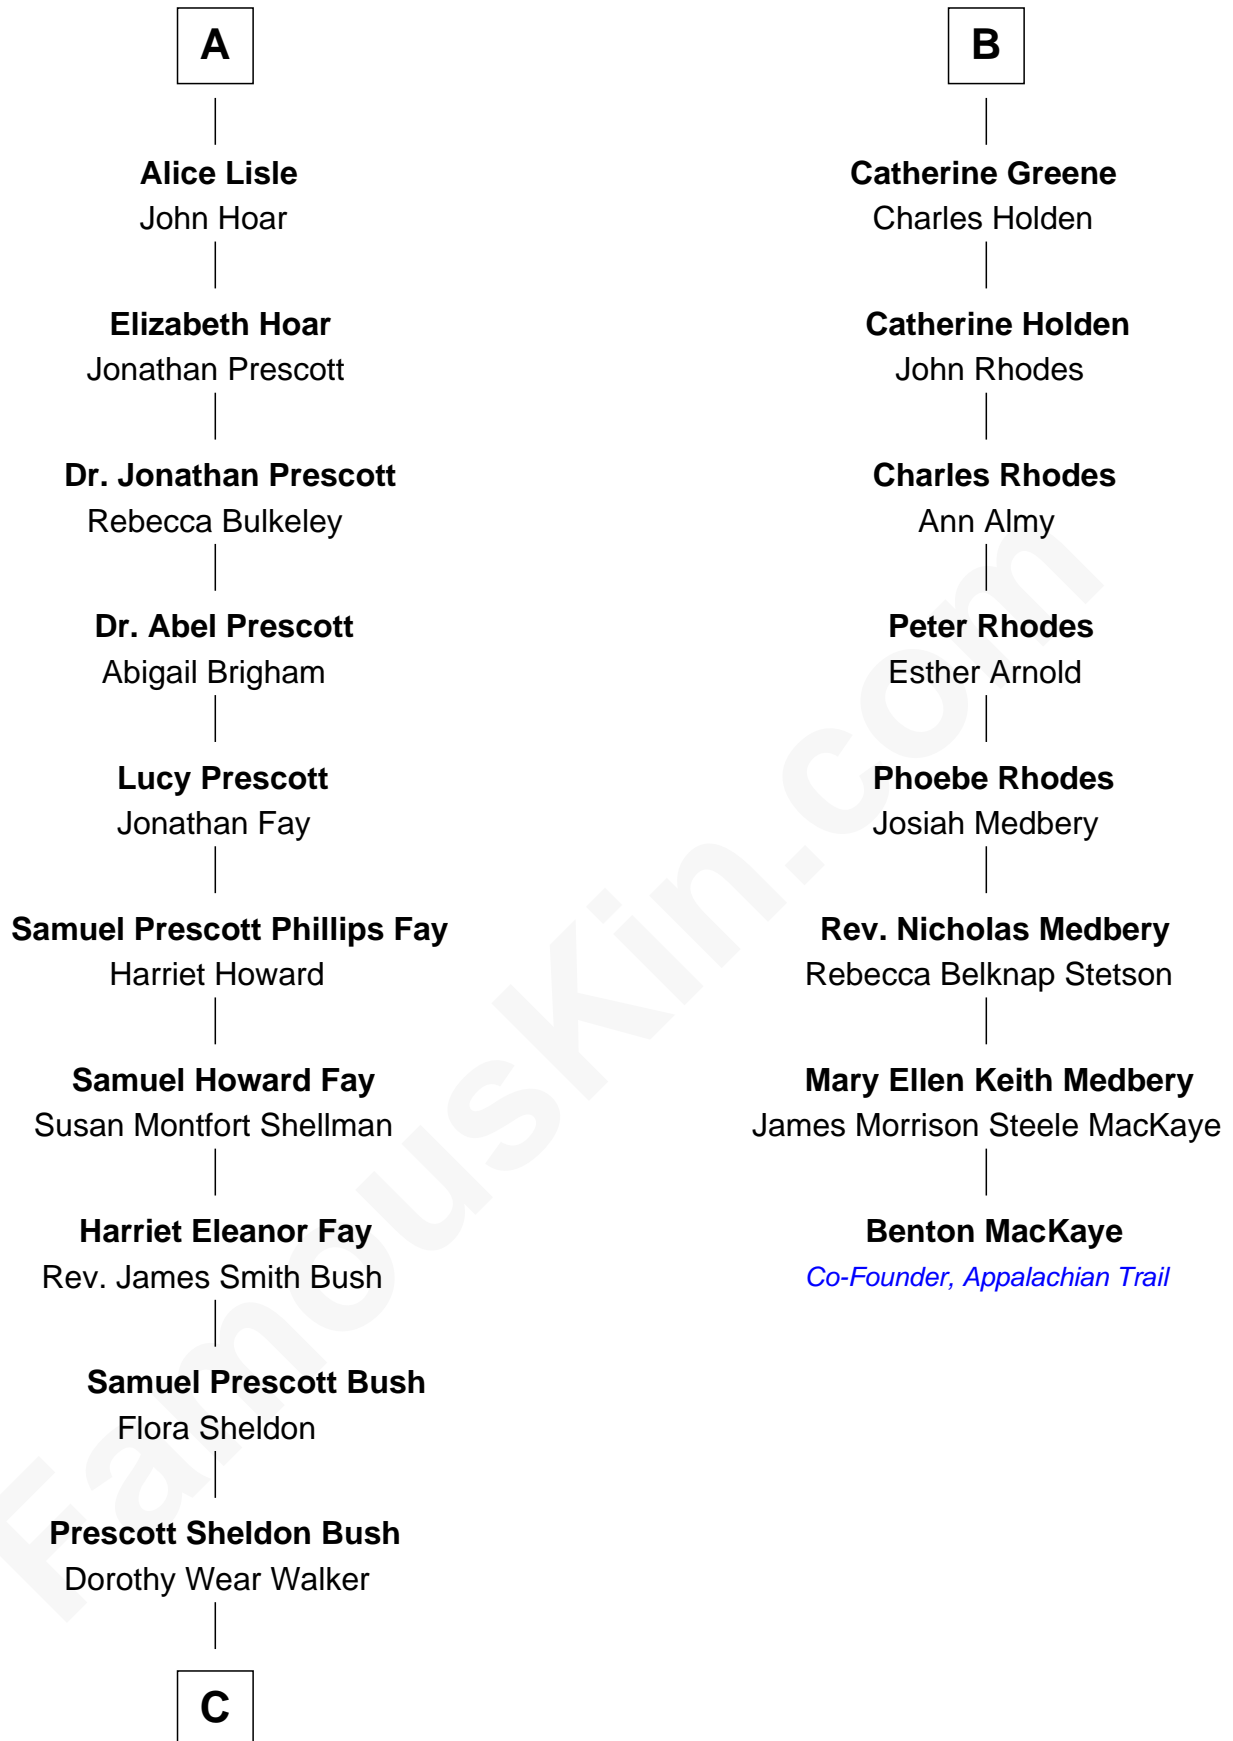 A
Alice Lisle
John Hoar
Elizabeth Hoar
Jonathan Prescott
Dr. Jonathan Prescott
Rebecca Bulkeley
Dr. Abel Prescott
Abigail Brigham
Lucy Prescott
Jonathan Fay
Samuel Prescott Phillips Fay
Harriet Howard
Samuel Howard Fay
Susan Montfort Shellman
Harriet Eleanor Fay
Rev. James Smith Bush
Samuel Prescott Bush
Flora Sheldon
Prescott Sheldon Bush
Dorothy Wear Walker
C
B
Catherine Greene
Charles Holden
Catherine Holden
John Rhodes
Charles Rhodes
Ann Almy
Peter Rhodes
Esther Arnold
Phoebe Rhodes
Josiah Medbery
Rev. Nicholas Medbery
Rebecca Belknap Stetson
Mary Ellen Keith Medbery
James Morrison Steele MacKaye
Benton MacKaye
Co-Founder, Appalachian Trail
FamousKin.com